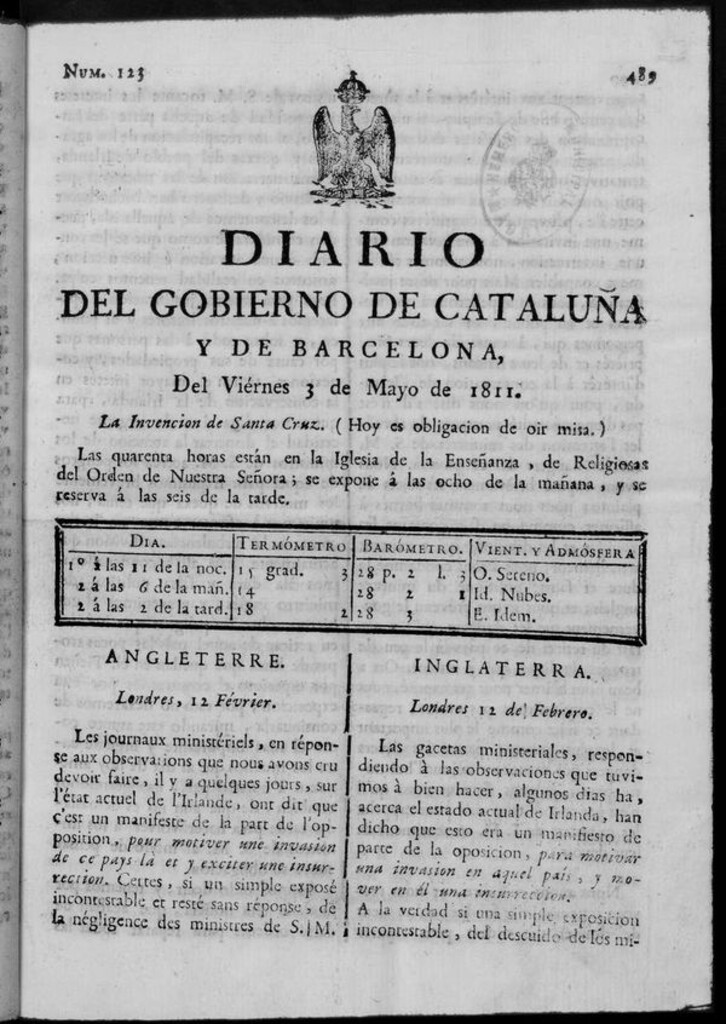 NUM. 123
489
DIARIO
DEL GOBIERNO DE CATALUÑA
Y DE BARCELONA,
Del Viérnes 3 de Mayo de 1811.
La Invencion de Santa Cruz. ( Hoy es obligacion de oir misa. )
Las quarenta horas están en la Iglesia de la Enseñanza , de Religiosas
del Orden de Nuestra Señora ; se expone á las ocho de la mañana , y se
reserva á las seis de la tarde.
DIA. TERMÓMETRO BARÓMETRO. VIENT. Y ADMÓSFERA
1º á las 11 de la noc. 15 grad. 3 28 p. 2 l. 3 O. Sereno.
2 á las 6 de la mañ. 14 28 2 1 Id. Nubes.
2 á las 2 de la tard. 18 2 28 3 E. Idem.
ANGLETERRE.
Londres, 12 Février.
Les journaux ministériels, en répon-
se aux observations que nous avons cru
devoir faire, il y a quelques jours, sur
l'état actuel de l'Irlande, ont dit que
c'est un manifeste de la part de l'op-
position, pour motiver une invasion
de ce pays là et y exciter une insur-
rection. Certes, si un simple exposé
incontestable et resté sans réponse, de
la négligence des ministres de S. M.
INGLATERRA.
Londres 12 de Febrero.
Las gacetas ministeriales, respon-
diendo à las observaciones que tuvi-
mos à bien hacer, algunos dias ha,
acerca el estado actual de Irlanda, han
dicho que esto era un manifiesto de
parte de la oposicion, para motivar
una invasion en aquel pais, y mo-
ver en él una insurreccion.
A la verdad si una simple exposicion
incontestable, del descuido de los mi-